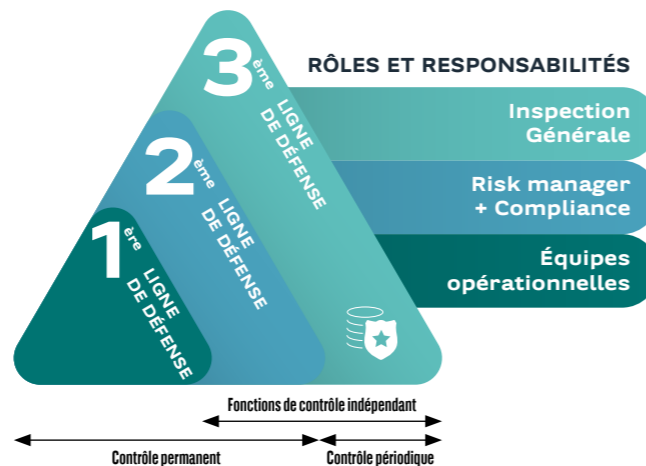 RÔLES ET RESPONSABILITÉS
3ème LIGNE
DE DÉFENSE
Inspection
Générale
2ème LIGNE
DE DÉFENSE
Risk manager
+ Compliance
1ère LIGNE
DE DÉFENSE
Équipes
opérationnelles
Fonctions de contrôle indépendant
Contrôle permanent
Contrôle périodique